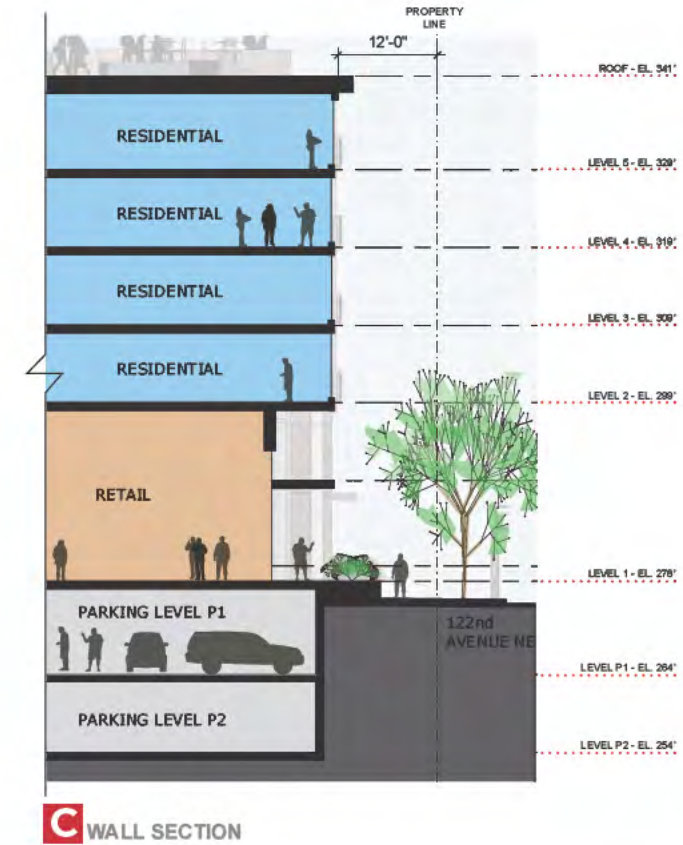 PROPERTY
LINE
12'-0"
ROOF - EL. 341'
RESIDENTIAL
LEVEL 5 - EL. 329'
RESIDENTIAL
LEVEL 4 - EL. 319'
RESIDENTIAL
LEVEL 3 - EL. 309'
RESIDENTIAL
LEVEL 2 - EL. 299'
RETAIL
LEVEL 1 - EL. 276'
PARKING LEVEL P1
122nd
AVENUE NE
LEVEL P1 - EL. 264'
PARKING LEVEL P2
LEVEL P2 - EL. 254'
C WALL SECTION